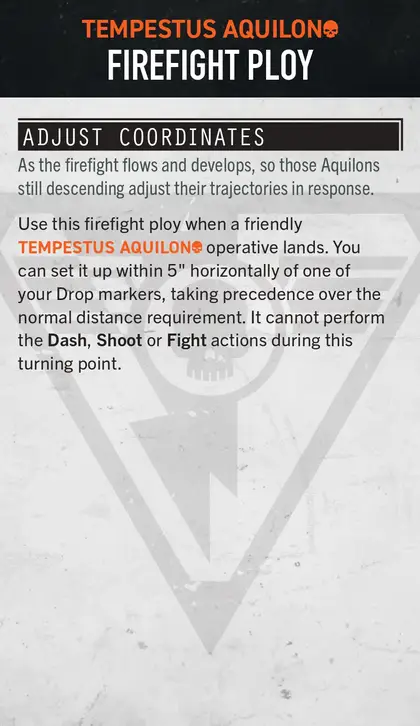 TEMPESTUS AQUILON
FIREFIGHT PLOY
ADJUST COORDINATES
As the firefight flows and develops, so those Aquilons
still descending adjust their trajectories in response.
Use this firefight ploy when a friendly
TEMPESTUS AQUILON operative lands. You
can set it up within 5" horizontally of one of
your Drop markers, taking precedence over the
normal distance requirement. It cannot perform
the Dash, Shoot or Fight actions during this
turning point.